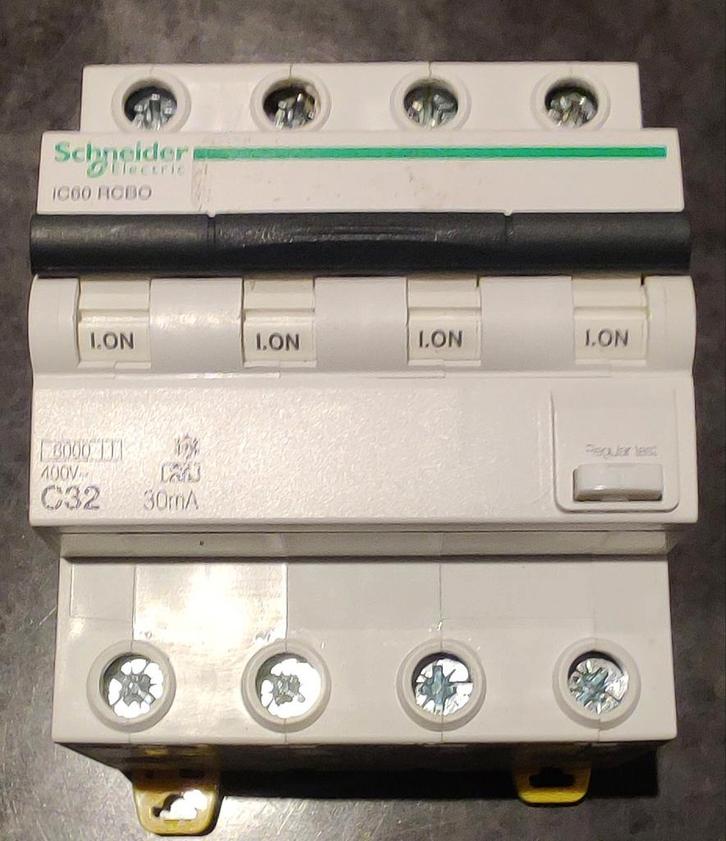 Schneider
Electric
iC60 RCBO
I.ON I.ON I.ON I.ON
6000
400V~
C32
30mA
Regular test